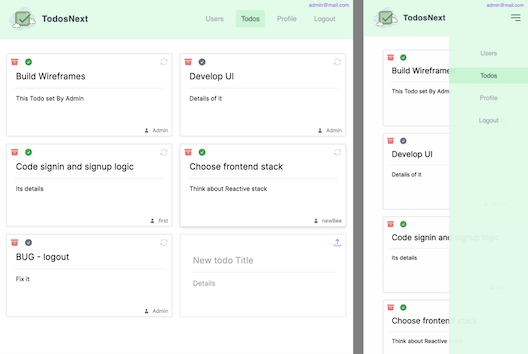 admin@mail.com
TodosNext
Users
Todos
Profile
Logout
Build Wireframes
This Todo set By Admin
Admin
Develop UI
Details of it
Admin
Code signin and signup logic
Its details
first
Choose frontend stack
Think about Reactive stack
newBee
BUG - logout
Fix it
Admin
New todo Title
Details
admin@mail.com
TodosNext
Users
Todos
Profile
Logout
Build Wireframes
This Todo set By Admin
Develop UI
Details of it
Code signin and signup logic
Its details
Choose frontend stack
Think about Reactive